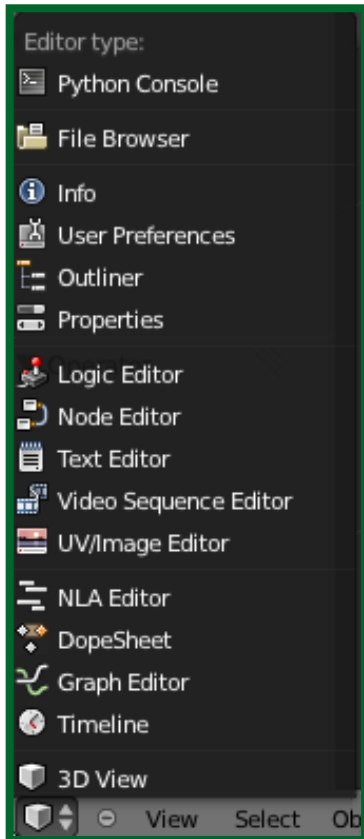 Editor type:
Python Console
File Browser
Info
User Preferences
Outliner
Properties
Logic Editor
Node Editor
Text Editor
Video Sequence Editor
UV/Image Editor
NLA Editor
DopeSheet
Graph Editor
Timeline
3D View
View Select Ob